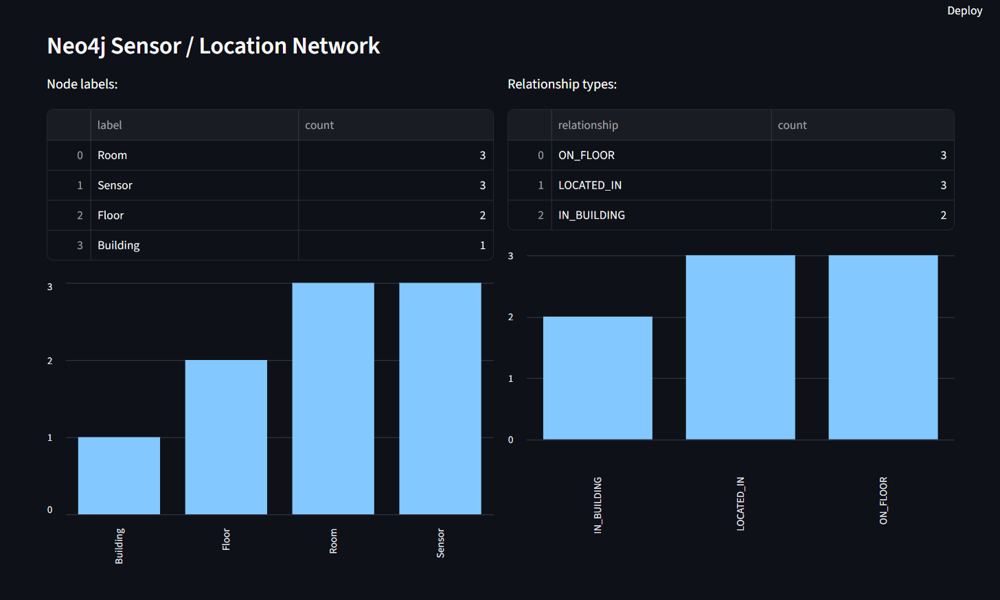 Deploy
Neo4j Sensor / Location Network
Node labels:
label count
0 Room 3
1 Sensor 3
2 Floor 2
3 Building 1
3
2
1
0
Building Floor Room Sensor
Relationship types:
relationship count
0 ON_FLOOR 3
1 LOCATED_IN 3
2 IN_BUILDING 2
3
2
1
0
IN_BUILDING LOCATED_IN ON_FLOOR